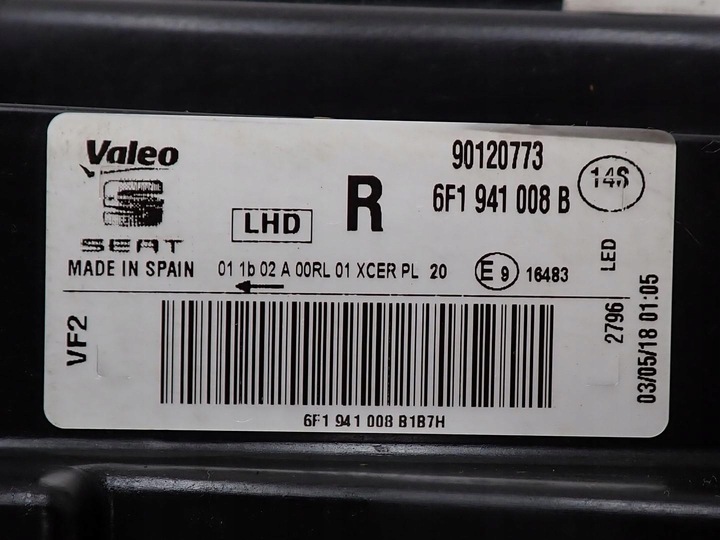 Valeo
SEAT
MADE IN SPAIN
LHD
R
90120773
6F1 941 008 B
14S
01 1b 02 A 00RL 01 XCER PL 20
E 9 16483
LED
2796
03/05/18 01:05
VF2
6F1 941 008 B1B7H